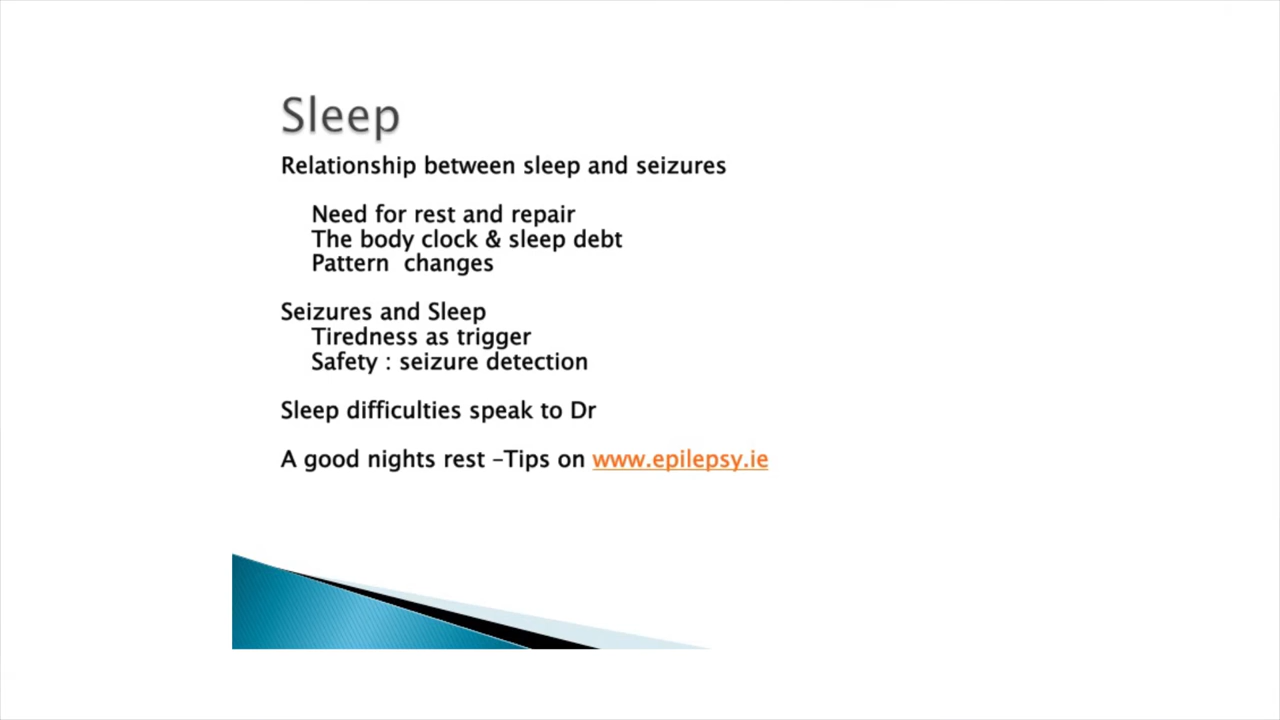 Sleep
Relationship between sleep and seizures
Need for rest and repair
The body clock & sleep debt
Pattern  changes
Seizures and Sleep
Tiredness as trigger
Safety : seizure detection
Sleep difficulties speak to Dr
A good nights rest –Tips on www.epilepsy.ie